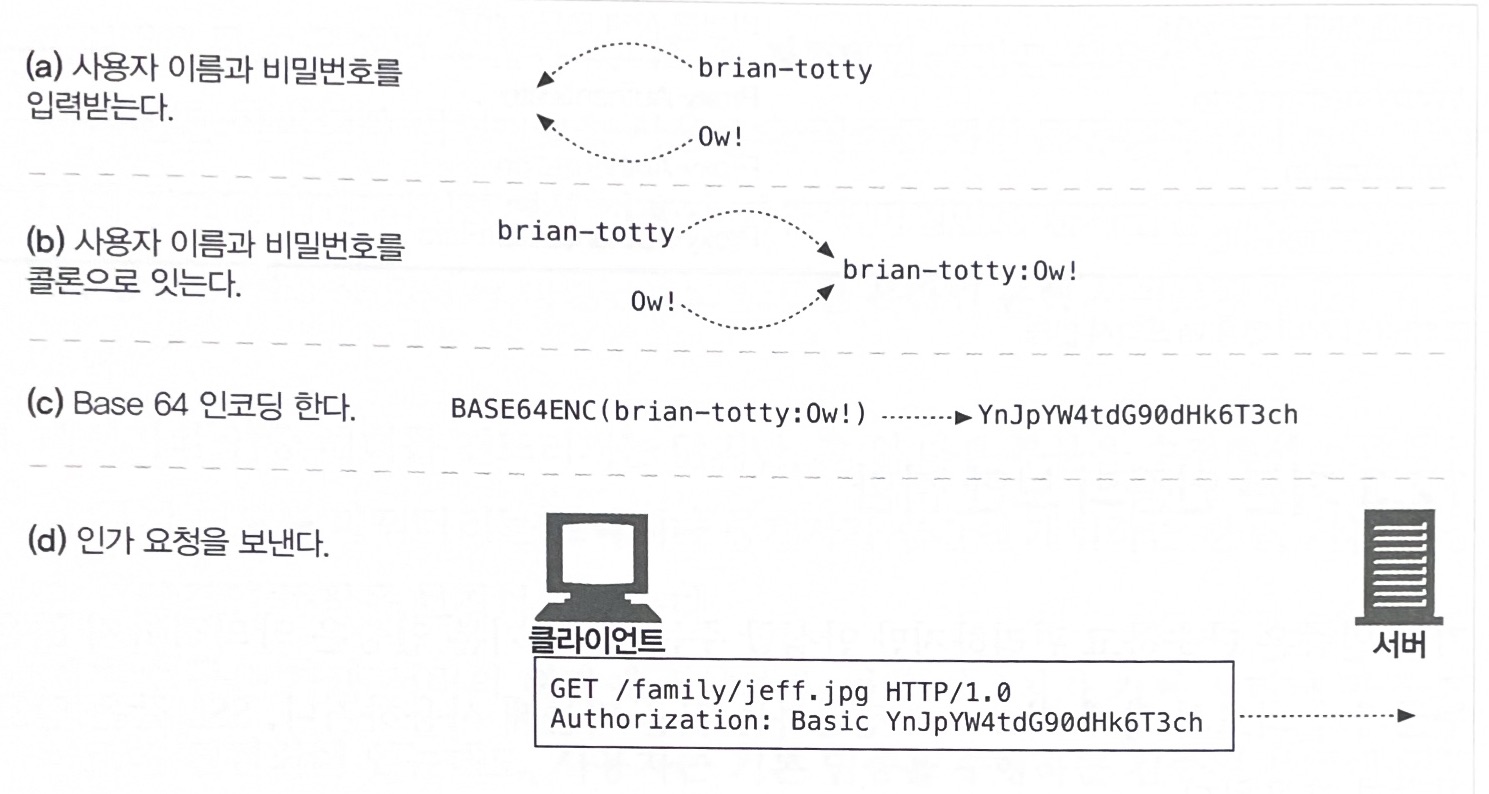 (a) 사용자 이름과 비밀번호를
입력받는다.
brian-totty
Ow!
(b) 사용자 이름과 비밀번호를
콜론으로 잇는다.
brian-totty
Ow!
brian-totty:Ow!
(c) Base 64 인코딩 한다.
BASE64ENC(brian-totty:Ow!)
YnJpYW4tdG90dHk6T3ch
(d) 인가 요청을 보낸다.
클라이언트
서버
GET /family/jeff.jpg HTTP/1.0
Authorization: Basic YnJpYW4tdG90dHk6T3ch